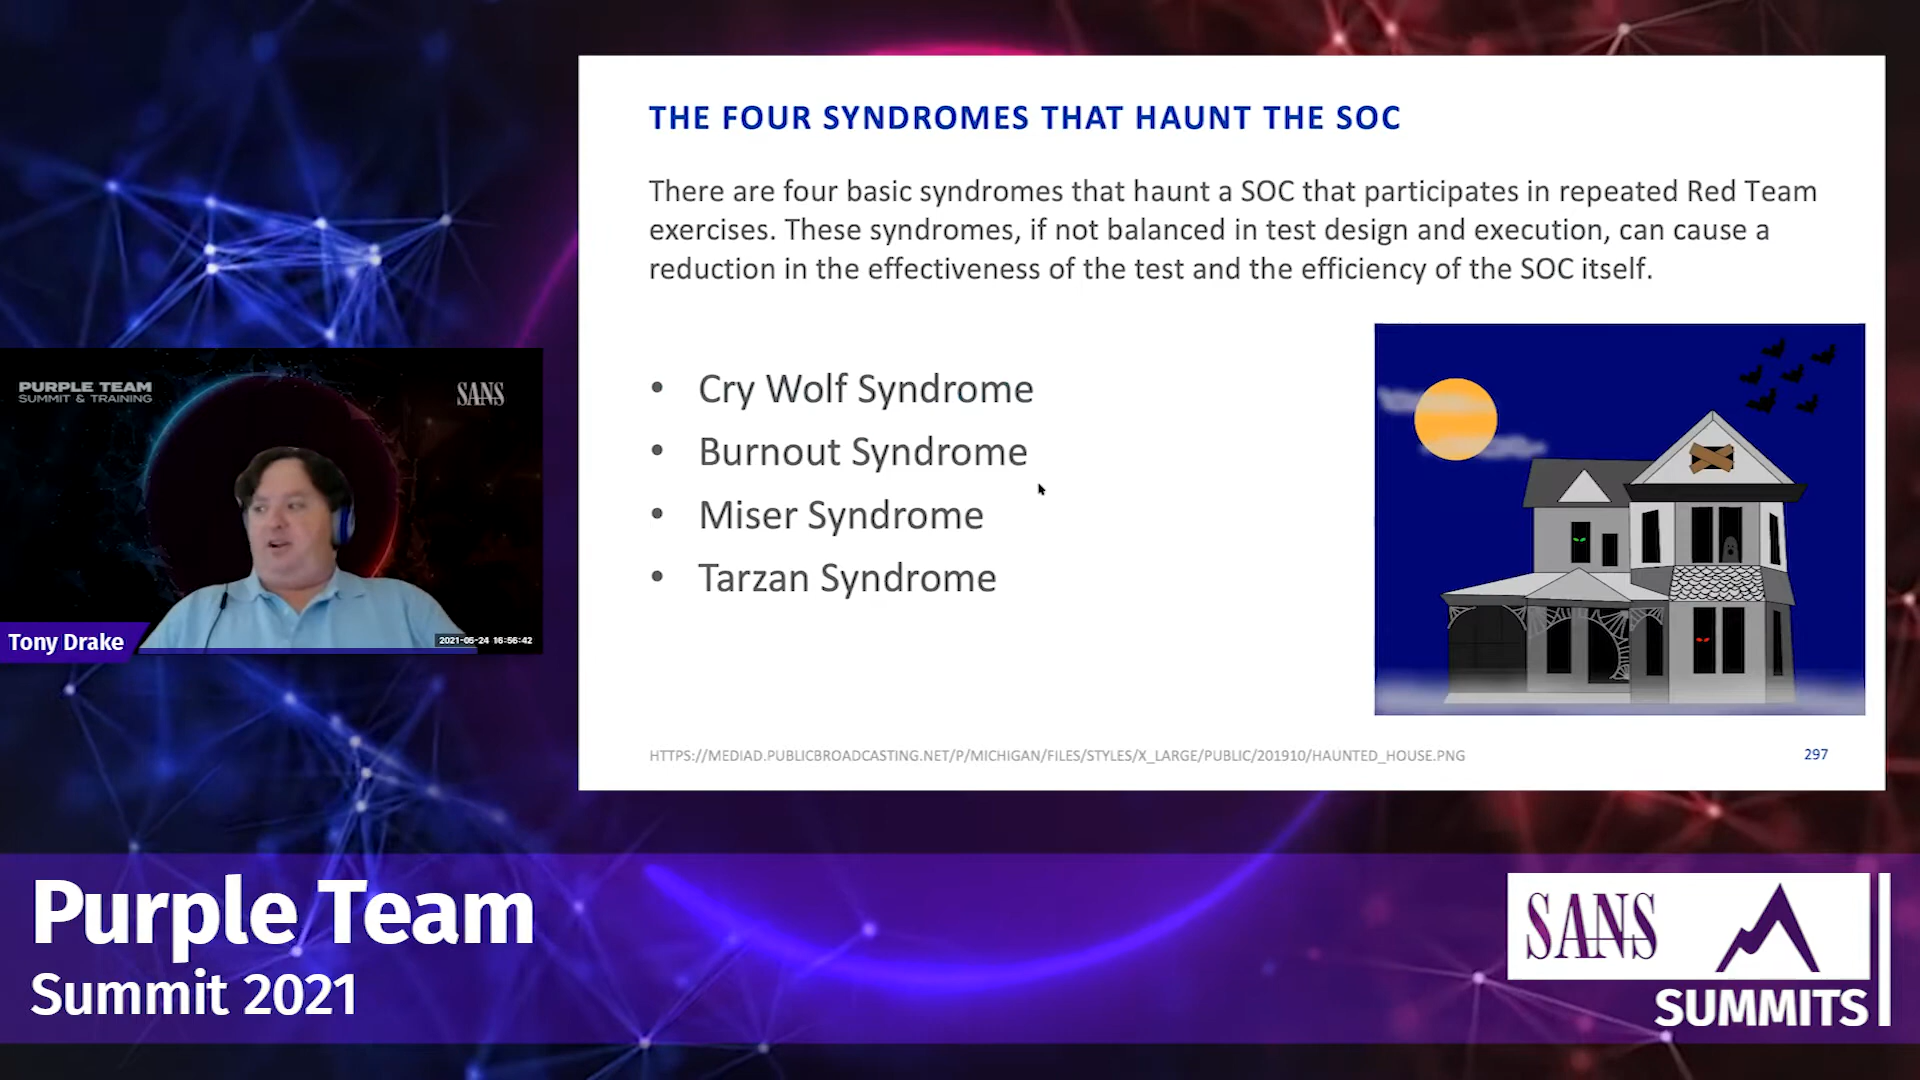 THE FOUR SYNDROMES THAT HAUNT THE SOC
There are four basic syndromes that haunt a SOC that participates in repeated Red Team
exercises. These syndromes, if not balanced in test design and execution, can cause a
reduction in the effectiveness of the test and the efficiency of the SOC itself.
• Cry Wolf Syndrome
• Burnout Syndrome
• Miser Syndrome
• Tarzan Syndrome
HTTPS://MEDIAD.PUBLICBROADCASTING.NET/P/MICHIGAN/FILES/STYLES/X_LARGE/PUBLIC/201910/HAUNTED_HOUSE.PNG
297
PURPLE TEAM
SUMMIT & TRAINING
SANS
Tony Drake
2021-05-24 16:56:42
Purple Team
Summit 2021
SANS
SUMMITS